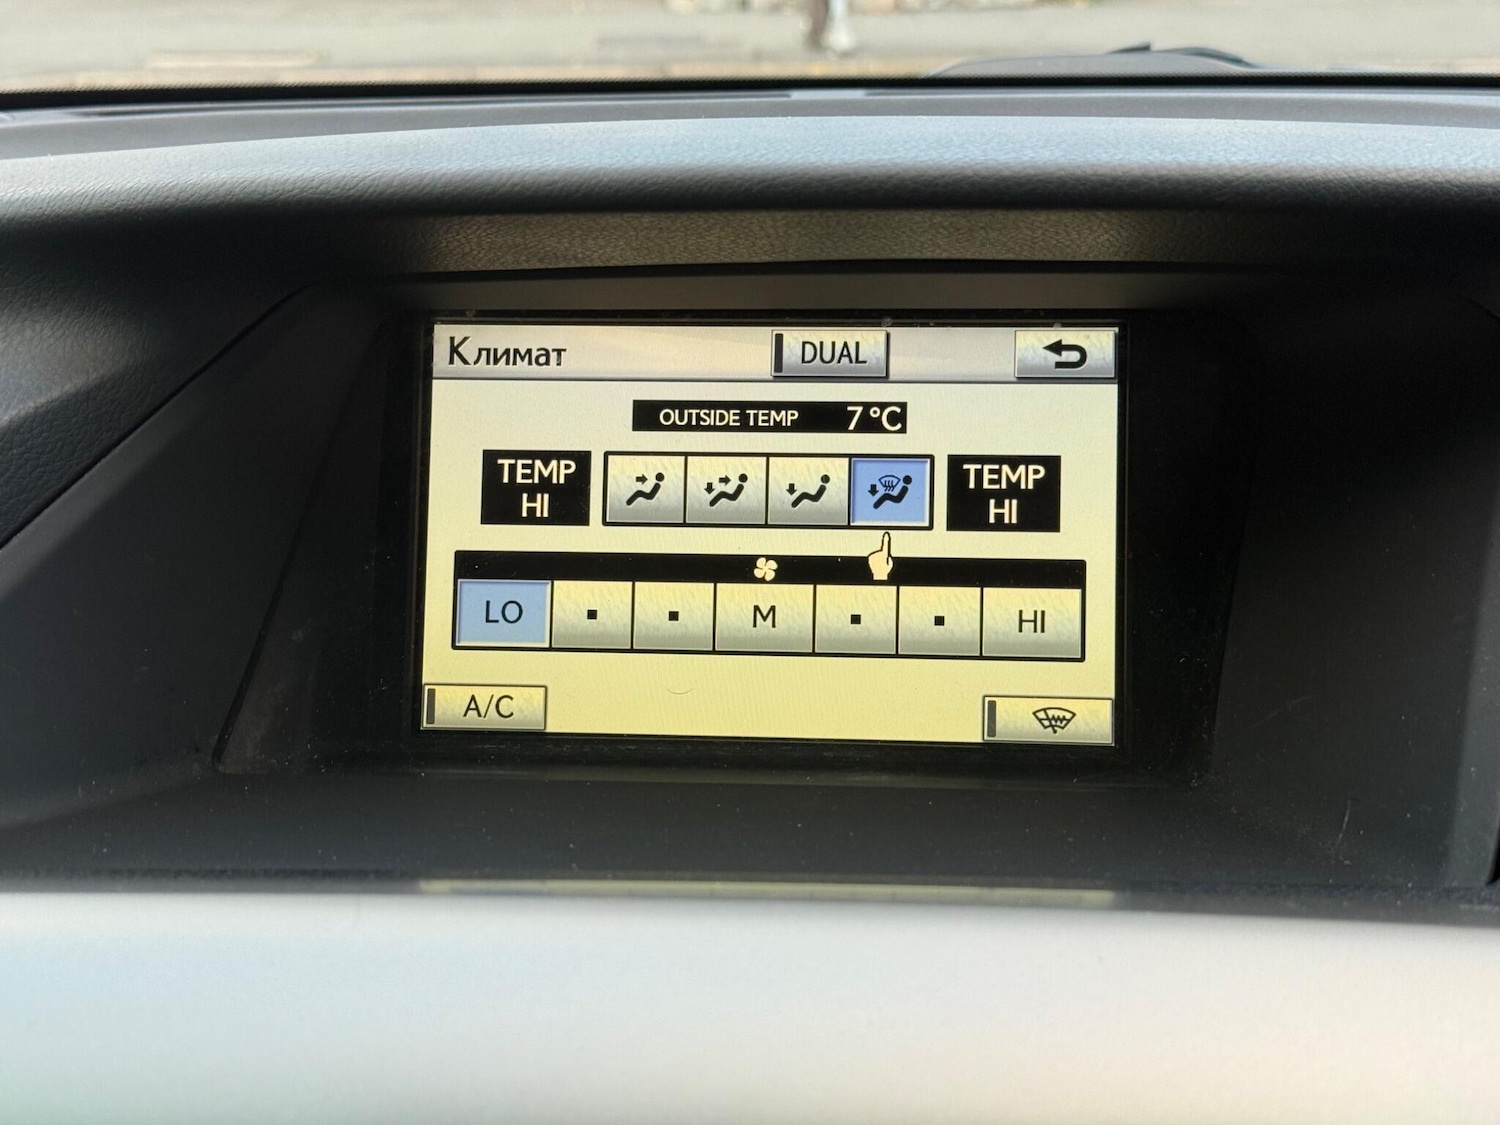 Климат DUAL
OUTSIDE TEMP 7 °C
TEMP
HI
TEMP
HI
LO M HI
A/C